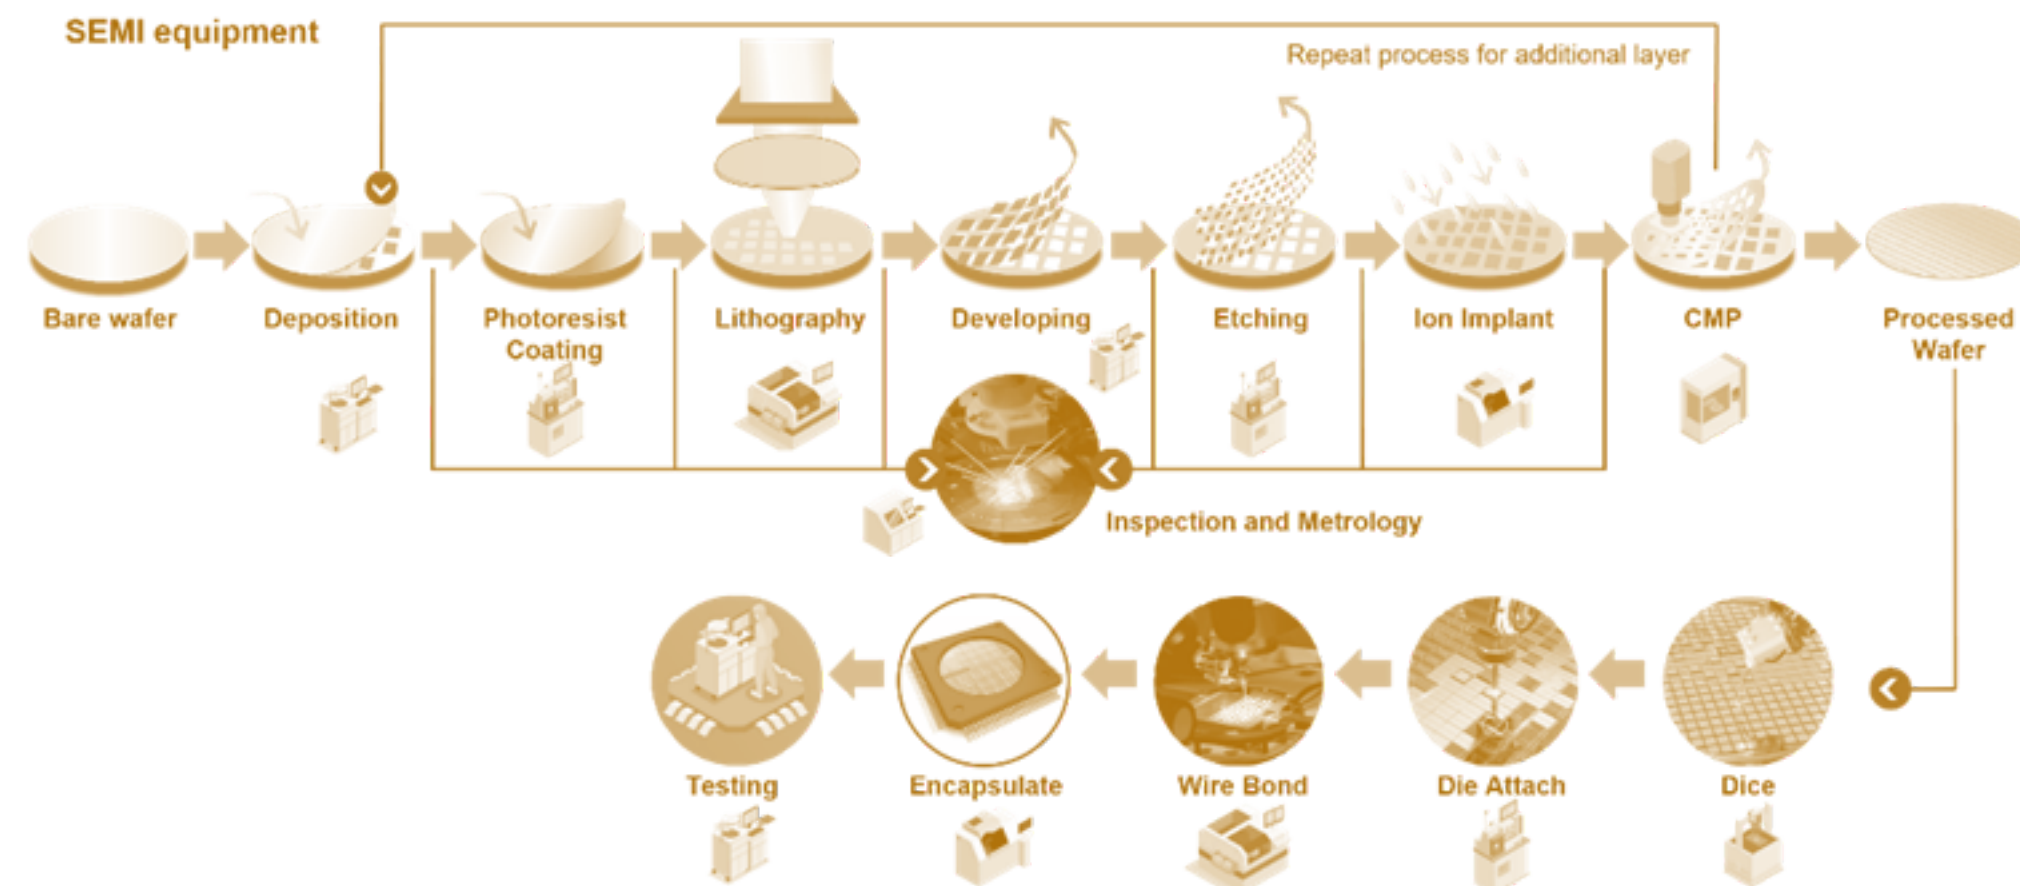 SEMI equipment
Repeat process for additional layer
Bare wafer
Deposition
Photoresist
Coating
Lithography
Developing
Etching
Ion Implant
CMP
Processed
Wafer
Inspection and Metrology
Testing
Encapsulate
Wire Bond
Die Attach
Dice